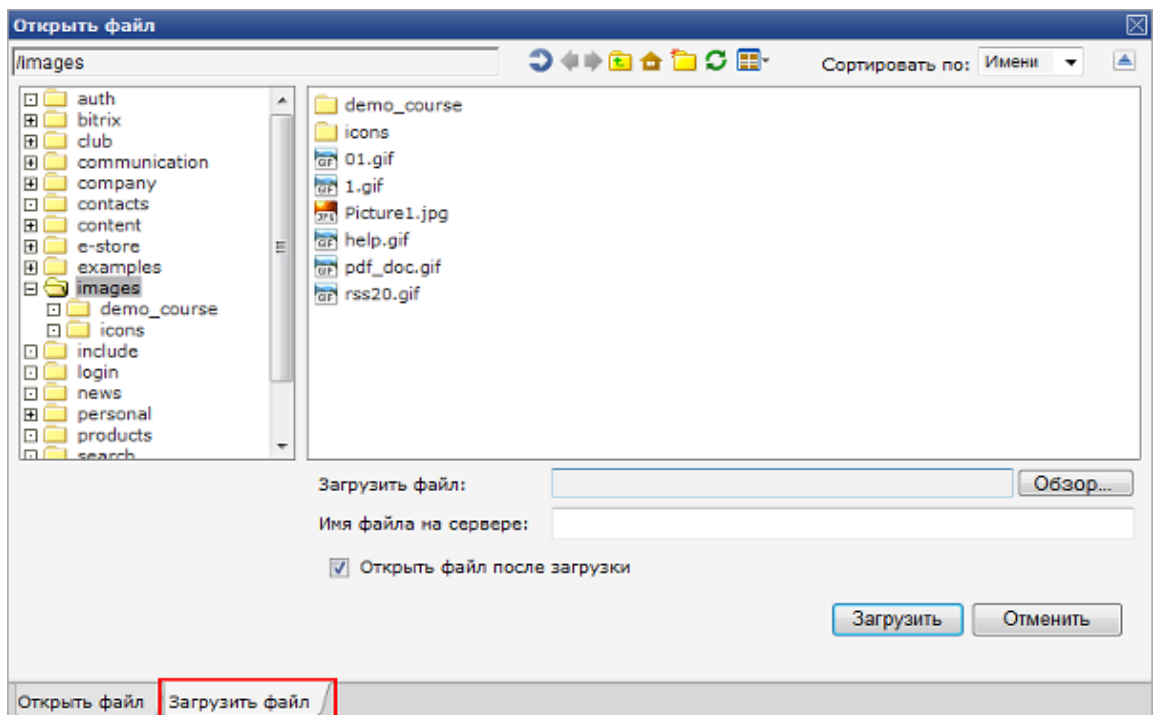 Открыть файл
/images
Сортировать по: Имени
auth
bitrix
club
communication
company
contacts
content
e-store
examples
images
demo_course
icons
include
login
news
personal
products
search
demo_course
icons
01.gif
1.gif
Picture1.jpg
help.gif
pdf_doc.gif
rss20.gif
Загрузить файл: Обзор...
Имя файла на сервере:
Открыть файл после загрузки
Загрузить Отменить
Открыть файл Загрузить файл